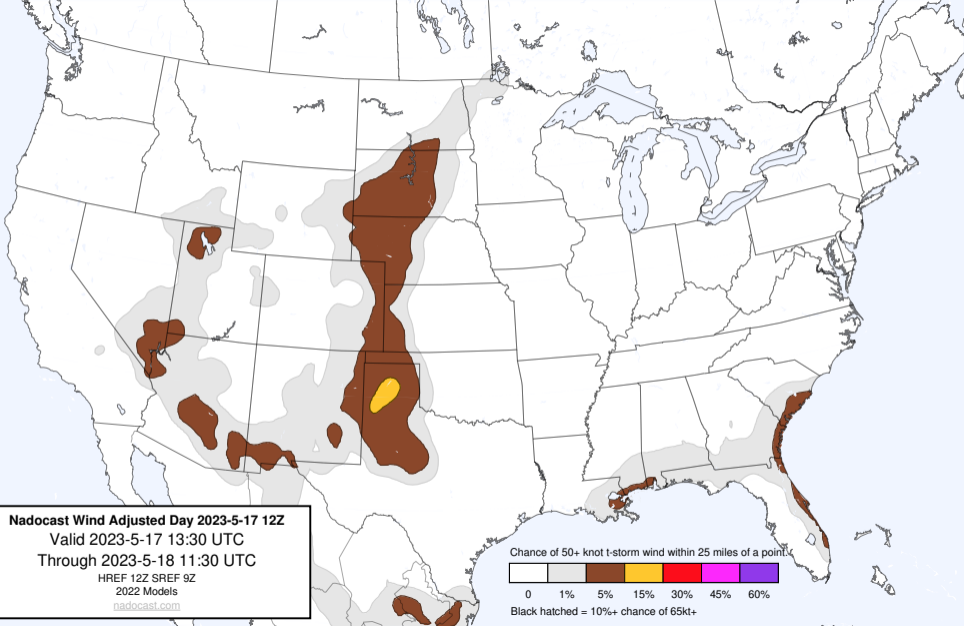 Nadocast Wind Adjusted Day 2023-5-17 12Z
Valid 2023-5-17 13:30 UTC
Through 2023-5-18 11:30 UTC
HREF 12Z SREF 9Z
2022 Models
nadocast.com
Chance of 50+ knot t-storm wind within 25 miles of a point.
0 1% 5% 15% 30% 45% 60%
Black hatched = 10%+ chance of 65kt+